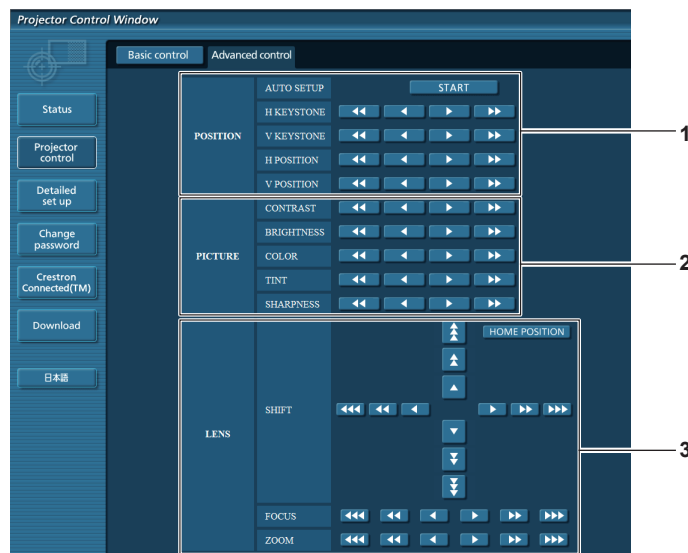 Projector Control Window
Basic control
Advanced control
Status
Projector
control
Detailed
set up
Change
password
Crestron
Connected(TM)
Download
日本語
POSITION
AUTO SETUP
START
H KEYSTONE
V KEYSTONE
H POSITION
V POSITION
1
PICTURE
CONTRAST
BRIGHTNESS
COLOR
TINT
SHARPNESS
2
LENS
SHIFT
HOME POSITION
FOCUS
ZOOM
3